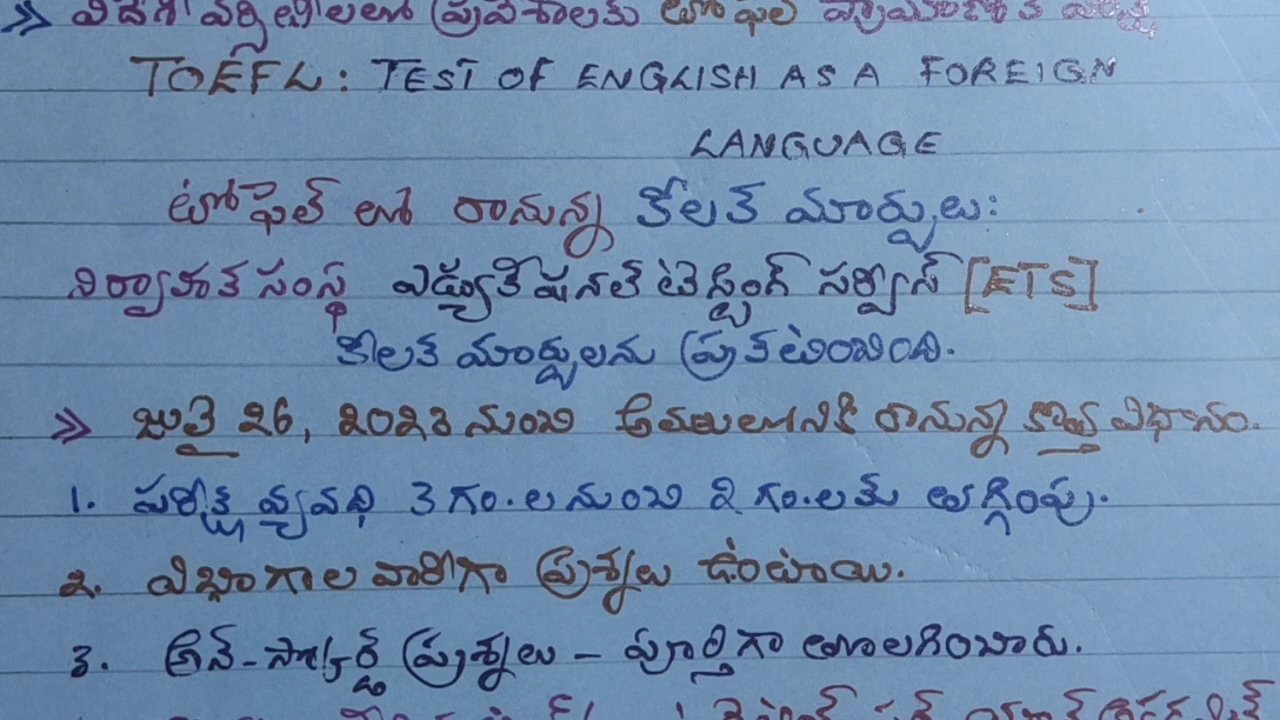 >> విదేశీ వర్సిటీలలో ప్రవేశాలకు టోఫెల్ ప్రామాణిక పరీక్ష
TOEFL: TEST OF ENGLISH AS A FOREIGN
LANGUAGE
టోఫెల్ లో రానున్న కీలక మార్పులు:
నిర్వాహక సంస్థ ఎడ్యుకేషనల్ టెస్టింగ్ సర్వీస్ [ETS]
కీలక మార్పులను ప్రకటించింది.
>> జులై 26, 2023 నుంచి అమలులోనికి రానున్న కొత్త విధానం.
1. పరీక్ష వ్యవధి 3 గం.ల నుంచి 2 గం.లకు తగ్గింపు.
2. విభాగాల వారీగా ప్రశ్నలు ఉంటాయి.
3. అన్-స్కోర్డ్ ప్రశ్నలు - పూర్తిగా తొలగించారు.